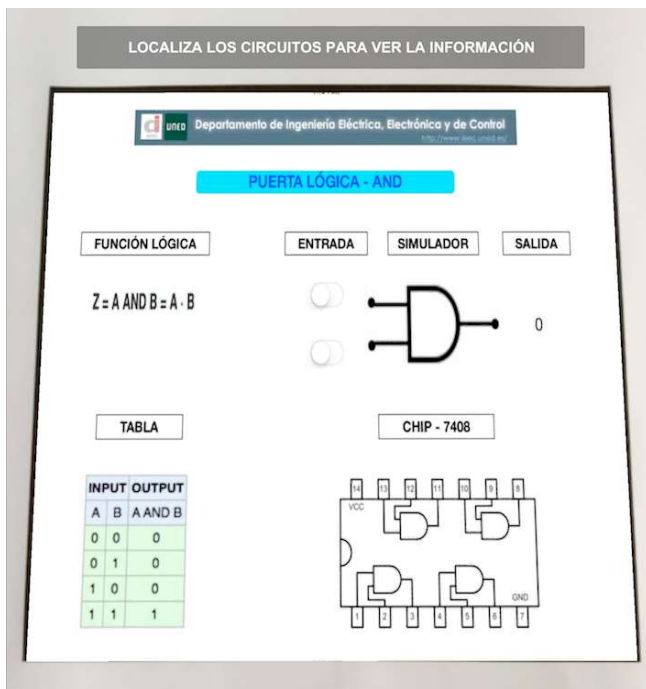 LOCALIZA LOS CIRCUITOS PARA VER LA INFORMACIÓN
UNED Departamento de Ingeniería Eléctrica, Electrónica y de Control
PUERTA LÓGICA - AND
FUNCIÓN LÓGICA
ENTRADA SIMULADOR SALIDA
Z = A AND B = A · B
0
TABLA
CHIP - 7408
INPUT OUTPUT
A B A AND B
0 0 0
0 1 0
1 0 0
1 1 1
14 13 12 11 10 9 8
VCC
GND
1 2 3 4 5 6 7